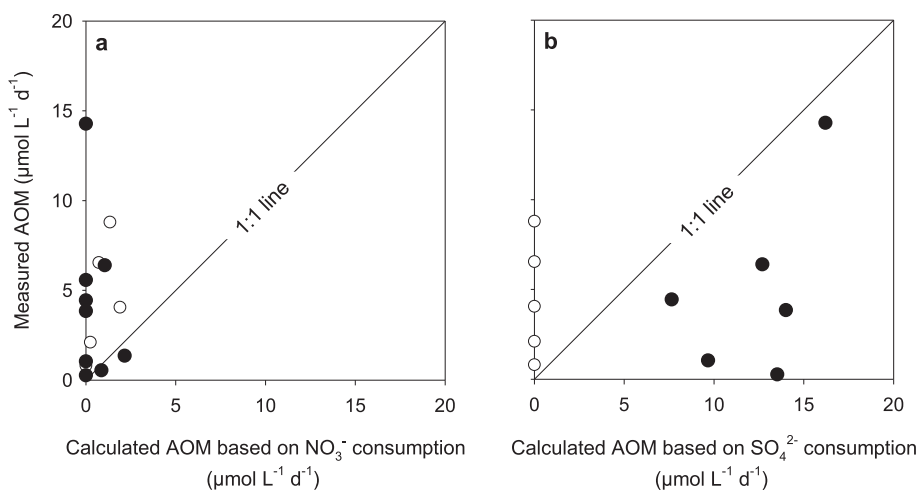 a
20
15
10
5
0
Measured AOM (µmol L⁻¹ d⁻¹)
1:1 line
0 5 10 15 20
Calculated AOM based on NO₃⁻ consumption
(µmol L⁻¹ d⁻¹)
b
1:1 line
0 5 10 15 20
Calculated AOM based on SO₄²⁻ consumption
(µmol L⁻¹ d⁻¹)